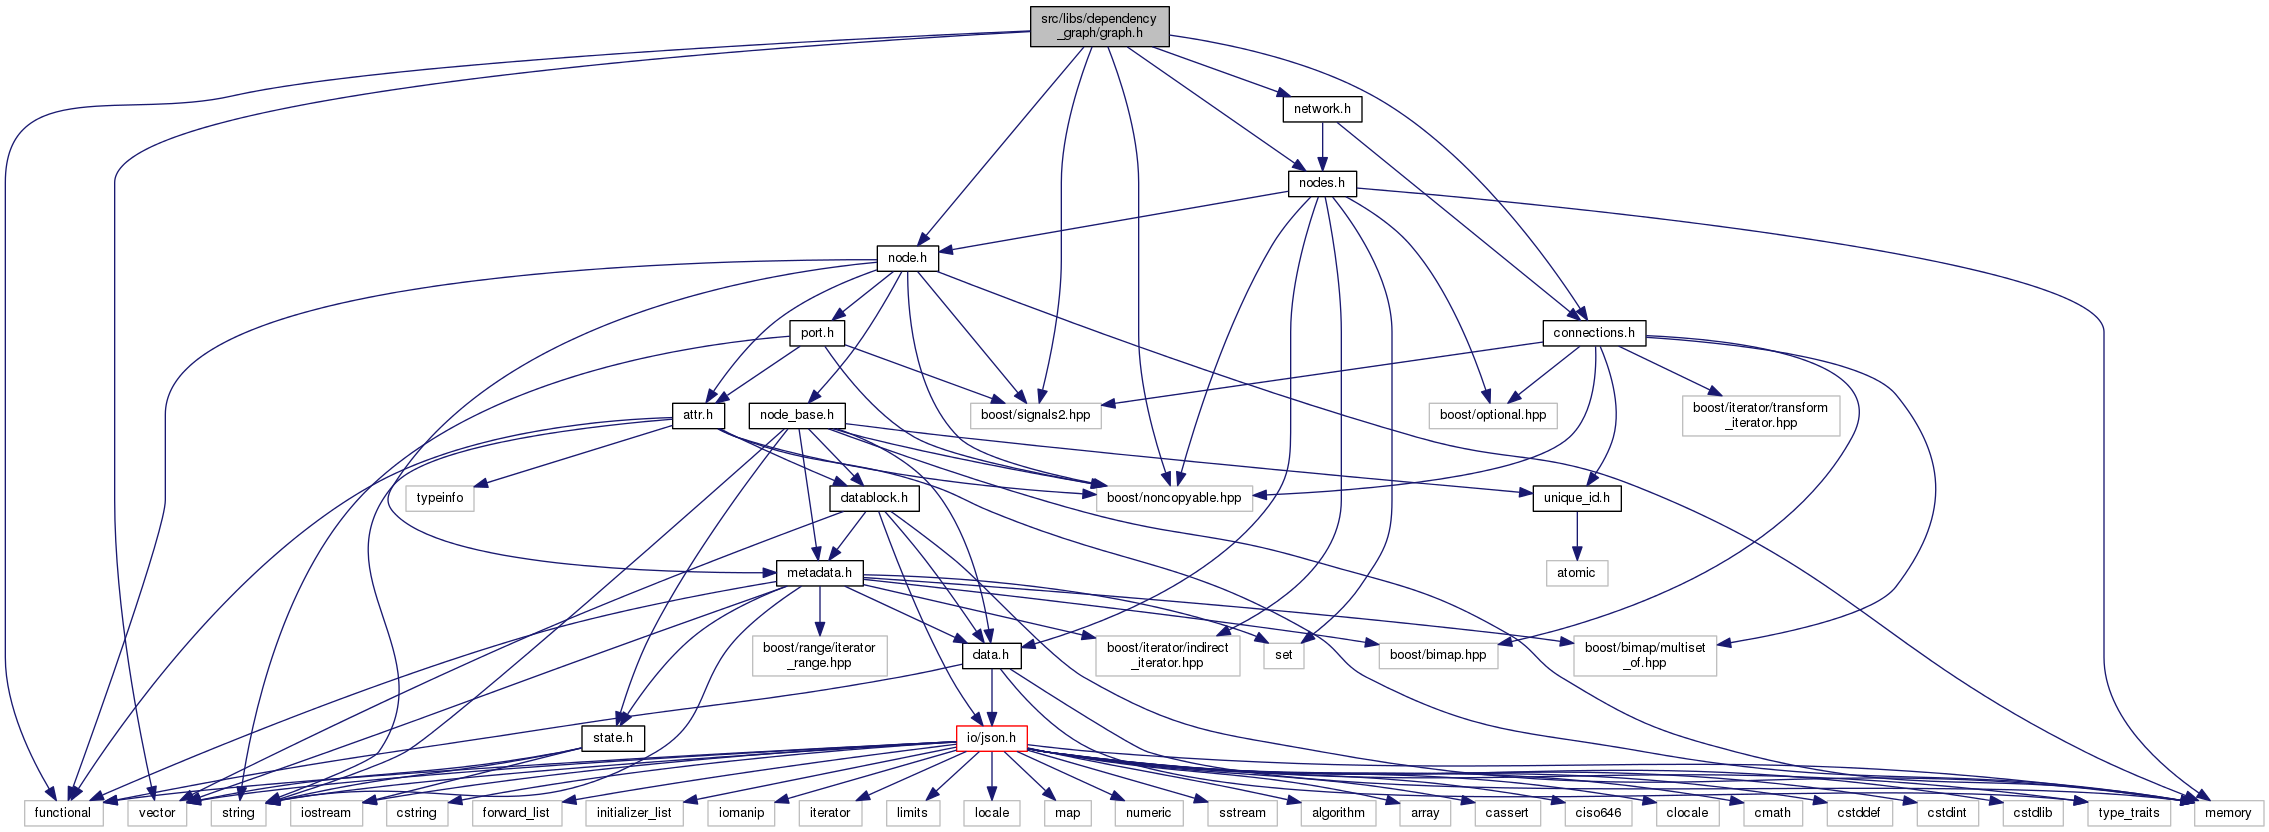 src/libs/dependency
_graph/graph.h
network.h
nodes.h
node.h
port.h
connections.h
attr.h
node_base.h
boost/signals2.hpp
boost/optional.hpp
boost/iterator/transform
_iterator.hpp
typeinfo
datablock.h
boost/noncopyable.hpp
unique_id.h
metadata.h
atomic
boost/range/iterator
_range.hpp
data.h
boost/iterator/indirect
_iterator.hpp
set
boost/bimap.hpp
boost/bimap/multiset
_of.hpp
state.h
io/json.h
functional
vector
string
iostream
cstring
forward_list
initializer_list
iomanip
iterator
limits
locale
map
numeric
sstream
algorithm
array
cassert
ciso646
clocale
cmath
cstddef
cstdint
cstdlib
type_traits
memory